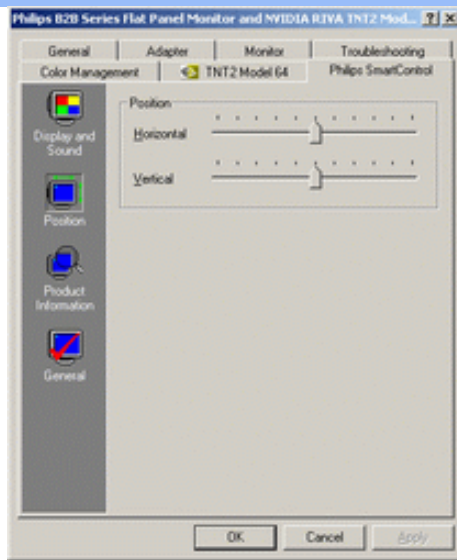 Philips B2B Series Flat Panel Monitor and NVIDIA RIVA TNT2 Mod...
General Adapter Monitor Troubleshooting
Color Management TNT2 Model 64 Philips SmartControl
Display and
Sound
Position
Product
Information
General
Position
Horizontal
Vertical
OK Cancel Apply